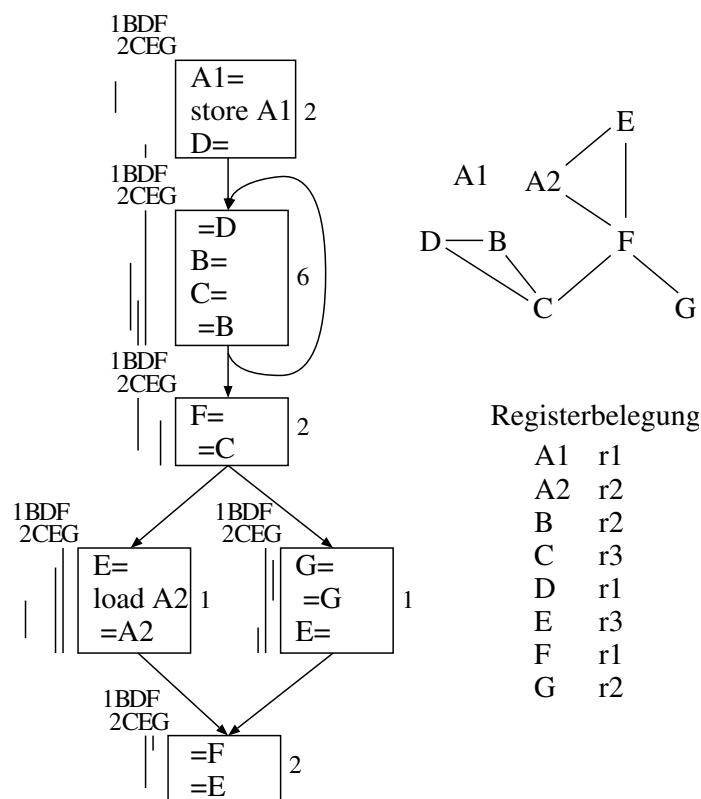 1BDF
2CEG
A1=
store A1
D=
2
1BDF
2CEG
=D
B=
C=
=B
6
1BDF
2CEG
F=
=C
2
1BDF
2CEG
E=
load A2
=A2
1
1BDF
2CEG
G=
=G
E=
1
1BDF
2CEG
=F
=E
2
E
A1
A2
D
B
F
C
G
Registerbelegung
A1 r1
A2 r2
B r2
C r3
D r1
E r3
F r1
G r2